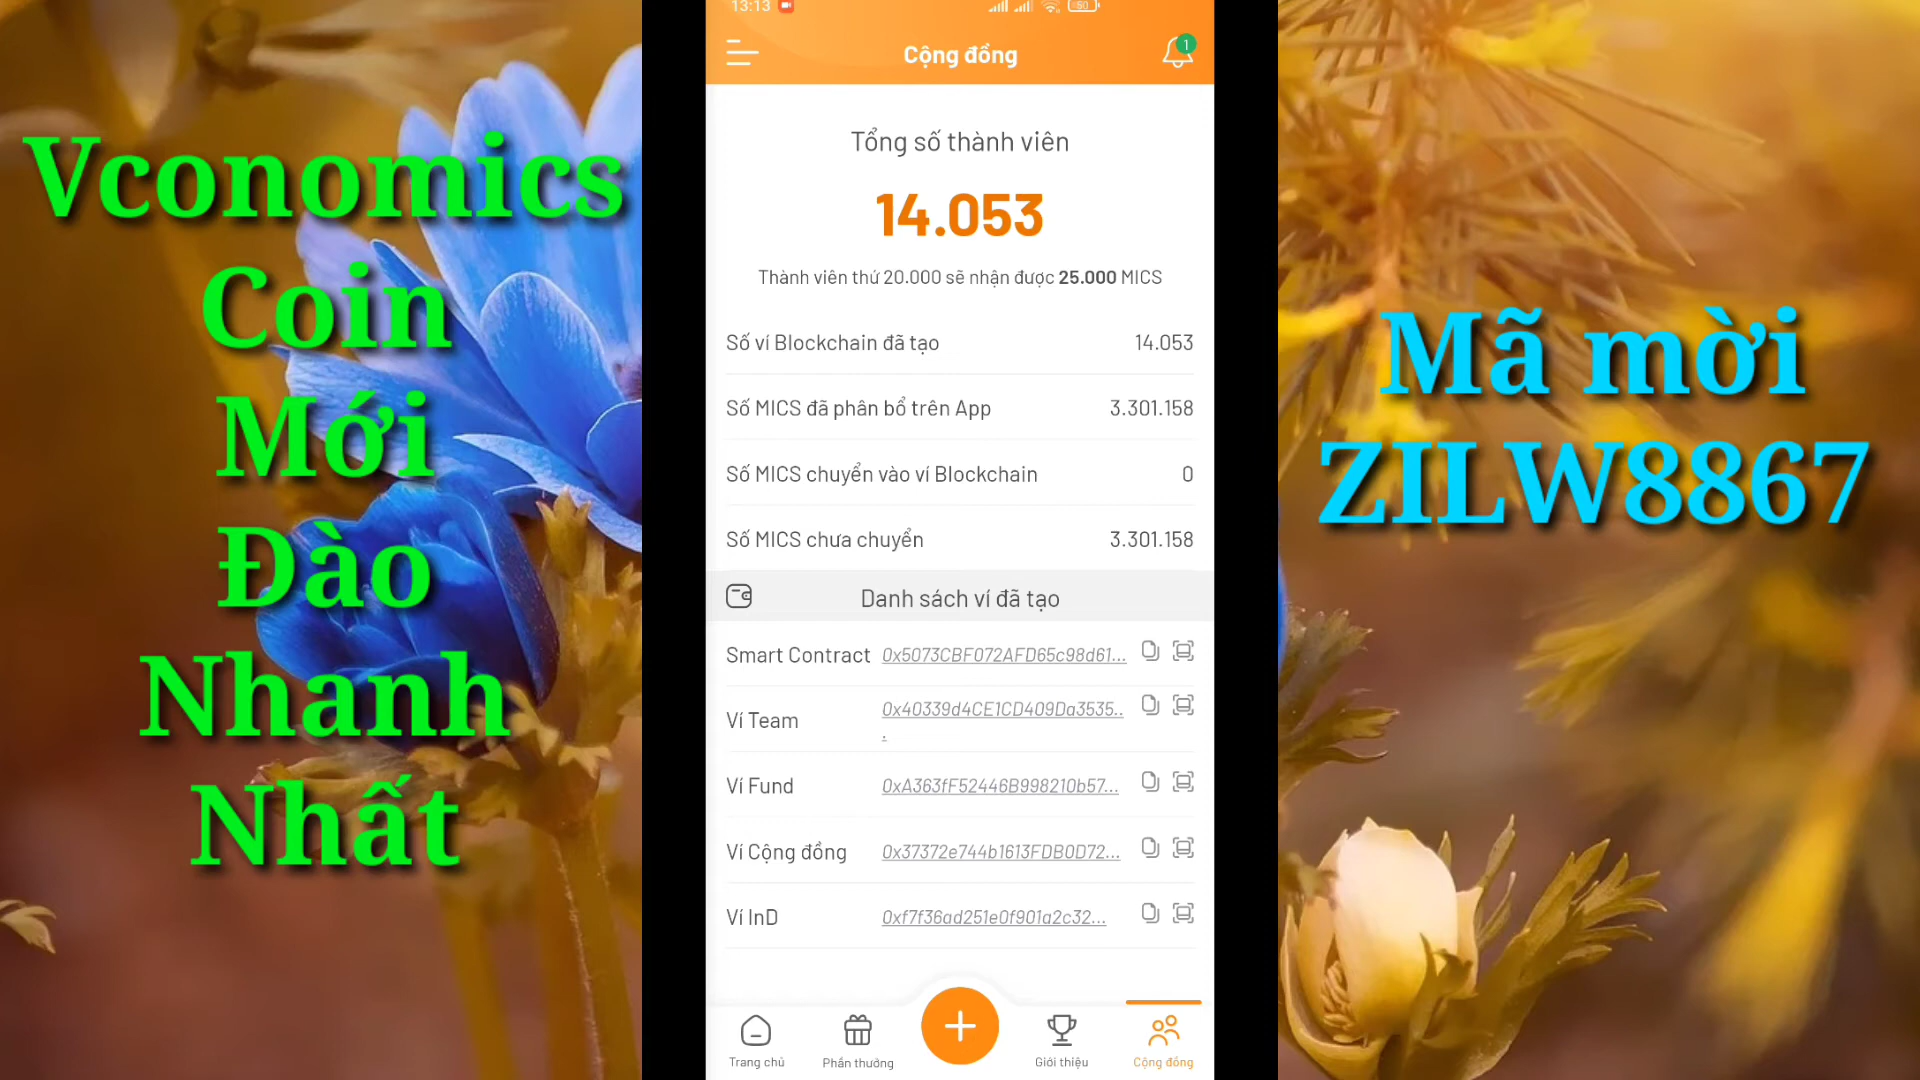 Vconomics
Coin
Mới
Đào
Nhanh
Nhất
13:13
50
Cộng đồng
1
Tổng số thành viên
14.053
Thành viên thứ 20.000 sẽ nhận được 25.000 MICS
Số ví Blockchain đã tạo 14.053
Số MICS đã phân bổ trên App 3.301.158
Số MICS chuyển vào ví Blockchain 0
Số MICS chưa chuyển 3.301.158
Danh sách ví đã tạo
Smart Contract 0x5073CBF072AFD65c98d61...
Ví Team 0x40339d4CE1CD409Da3535...
Ví Fund 0xA363fF52446B998210b57...
Ví Cộng đồng 0x37372e744b1613FDB0D72...
Ví InD 0xf7f36ad251e0f901a2c32...
Trang chủ
Phần thưởng
Giới thiệu
Cộng đồng
Mã mời
ZILW8867